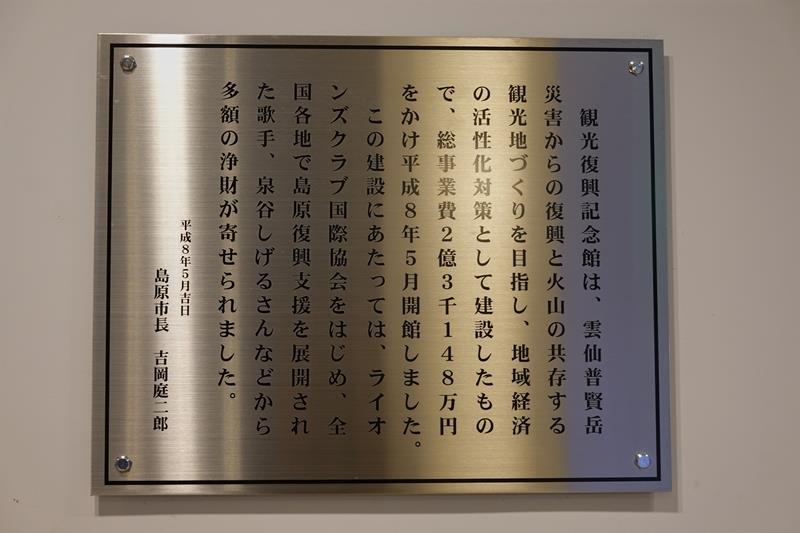 観光復興記念館は、雲仙普賢岳
災害からの復興と火山の共存する
観光地づくりを目指し、地域経済
の活性化対策として建設したもの
で、総事業費2億3千148万円
をかけ平成8年5月開館しました。
この建設にあたっては、ライオ
ンズクラブ国際協会をはじめ、全
国各地で島原復興支援を展開され
た歌手、泉谷しげるさんなどから
多額の浄財が寄せられました。
平成8年5月吉日
島原市長 吉岡庭二郎